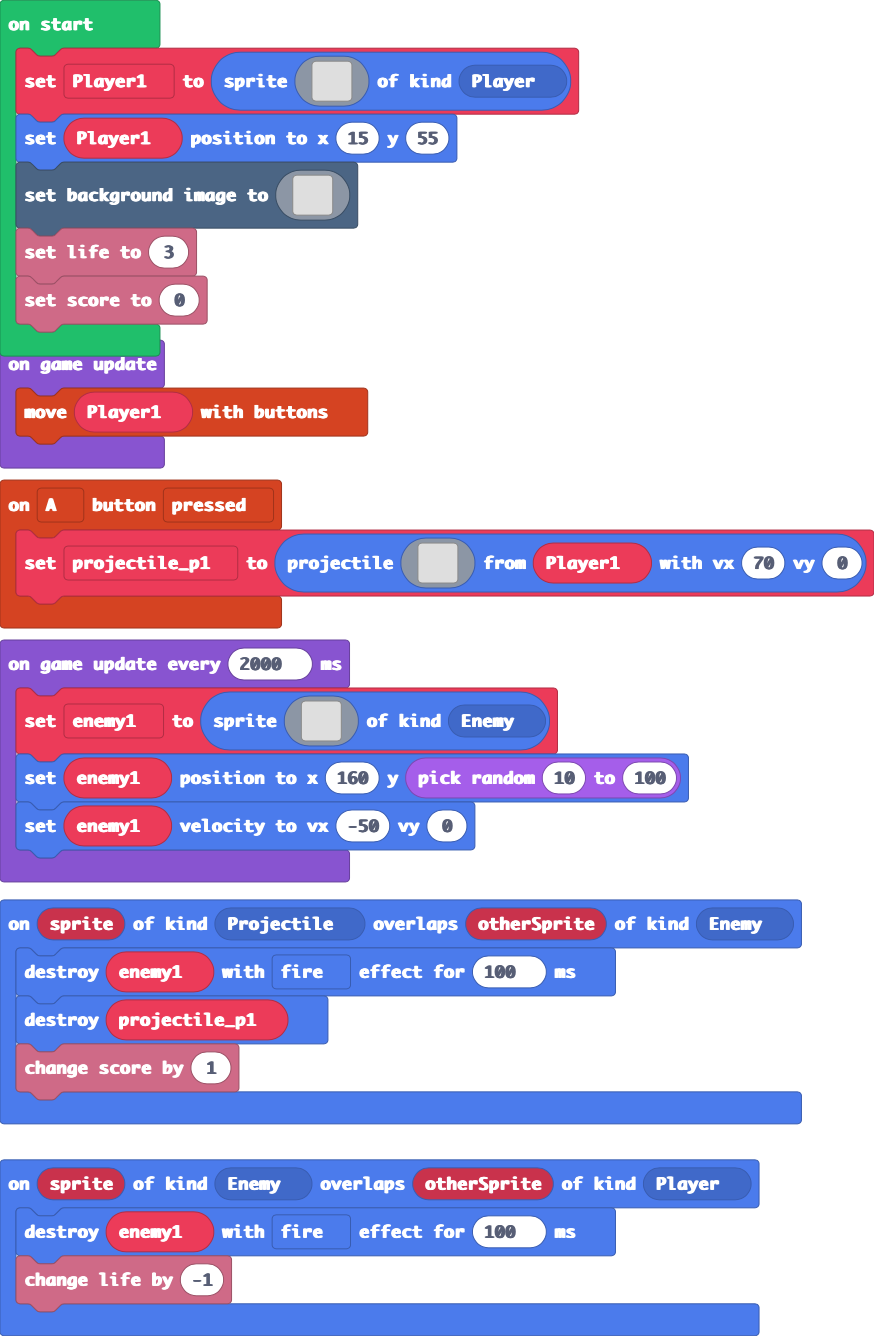 on start
set Player1 to sprite of kind Player
set Player1 position to x 15 y 55
set background image to
set life to 3
set score to 0
on game update
move Player1 with buttons
on A button pressed
set projectile_p1 to projectile from Player1 with vx 70 vy 0
on game update every 2000 ms
set enemy1 to sprite of kind Enemy
set enemy1 position to x 160 y pick random 10 to 100
set enemy1 velocity to vx -50 vy 0
on sprite of kind Projectile overlaps otherSprite of kind Enemy
destroy enemy1 with fire effect for 100 ms
destroy projectile_p1
change score by 1
on sprite of kind Enemy overlaps otherSprite of kind Player
destroy enemy1 with fire effect for 100 ms
change life by -1